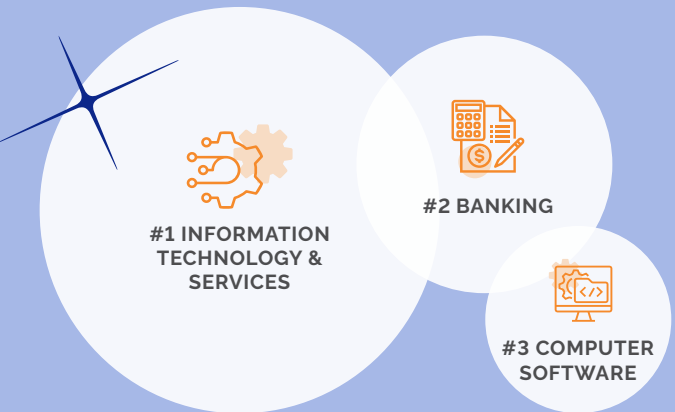 #1 INFORMATION
TECHNOLOGY &
SERVICES
#2 BANKING
$
</>
#3 COMPUTER
SOFTWARE